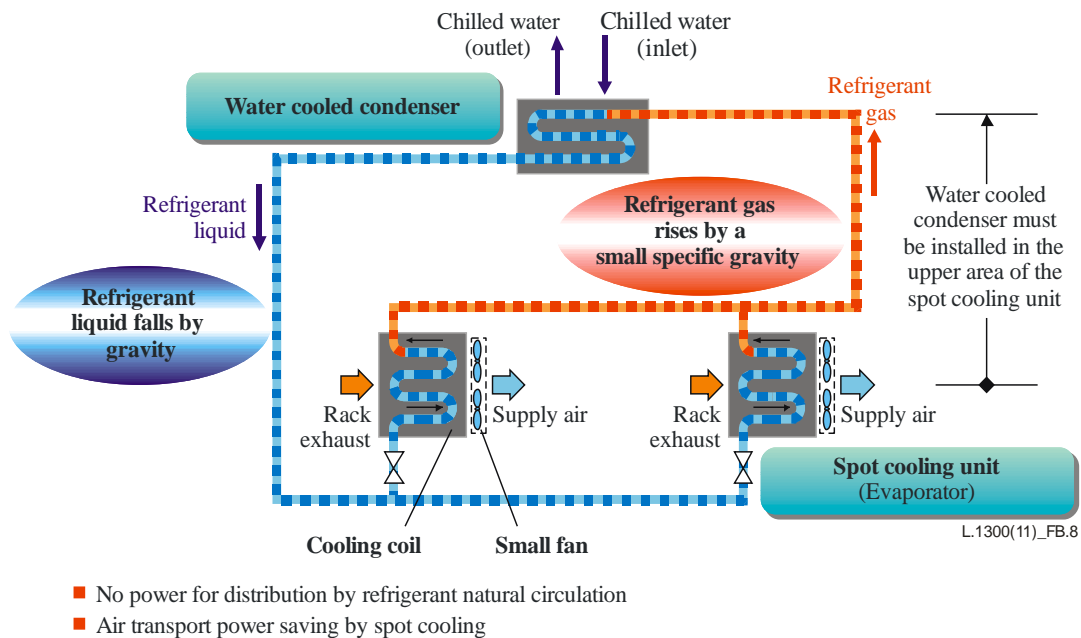 Chilled water
(outlet)
Chilled water
(inlet)
Water cooled condenser
Refrigerant
gas
Refrigerant
liquid
Refrigerant gas
rises by a
small specific gravity
Water cooled
condenser must
be installed in the
upper area of the
spot cooling unit
Refrigerant
liquid falls by
gravity
Rack
exhaust
Supply air
Rack
exhaust
Supply air
Spot cooling unit
(Evaporator)
L.1300(11)_FB.8
Cooling coil
Small fan
No power for distribution by refrigerant natural circulation
Air transport power saving by spot cooling